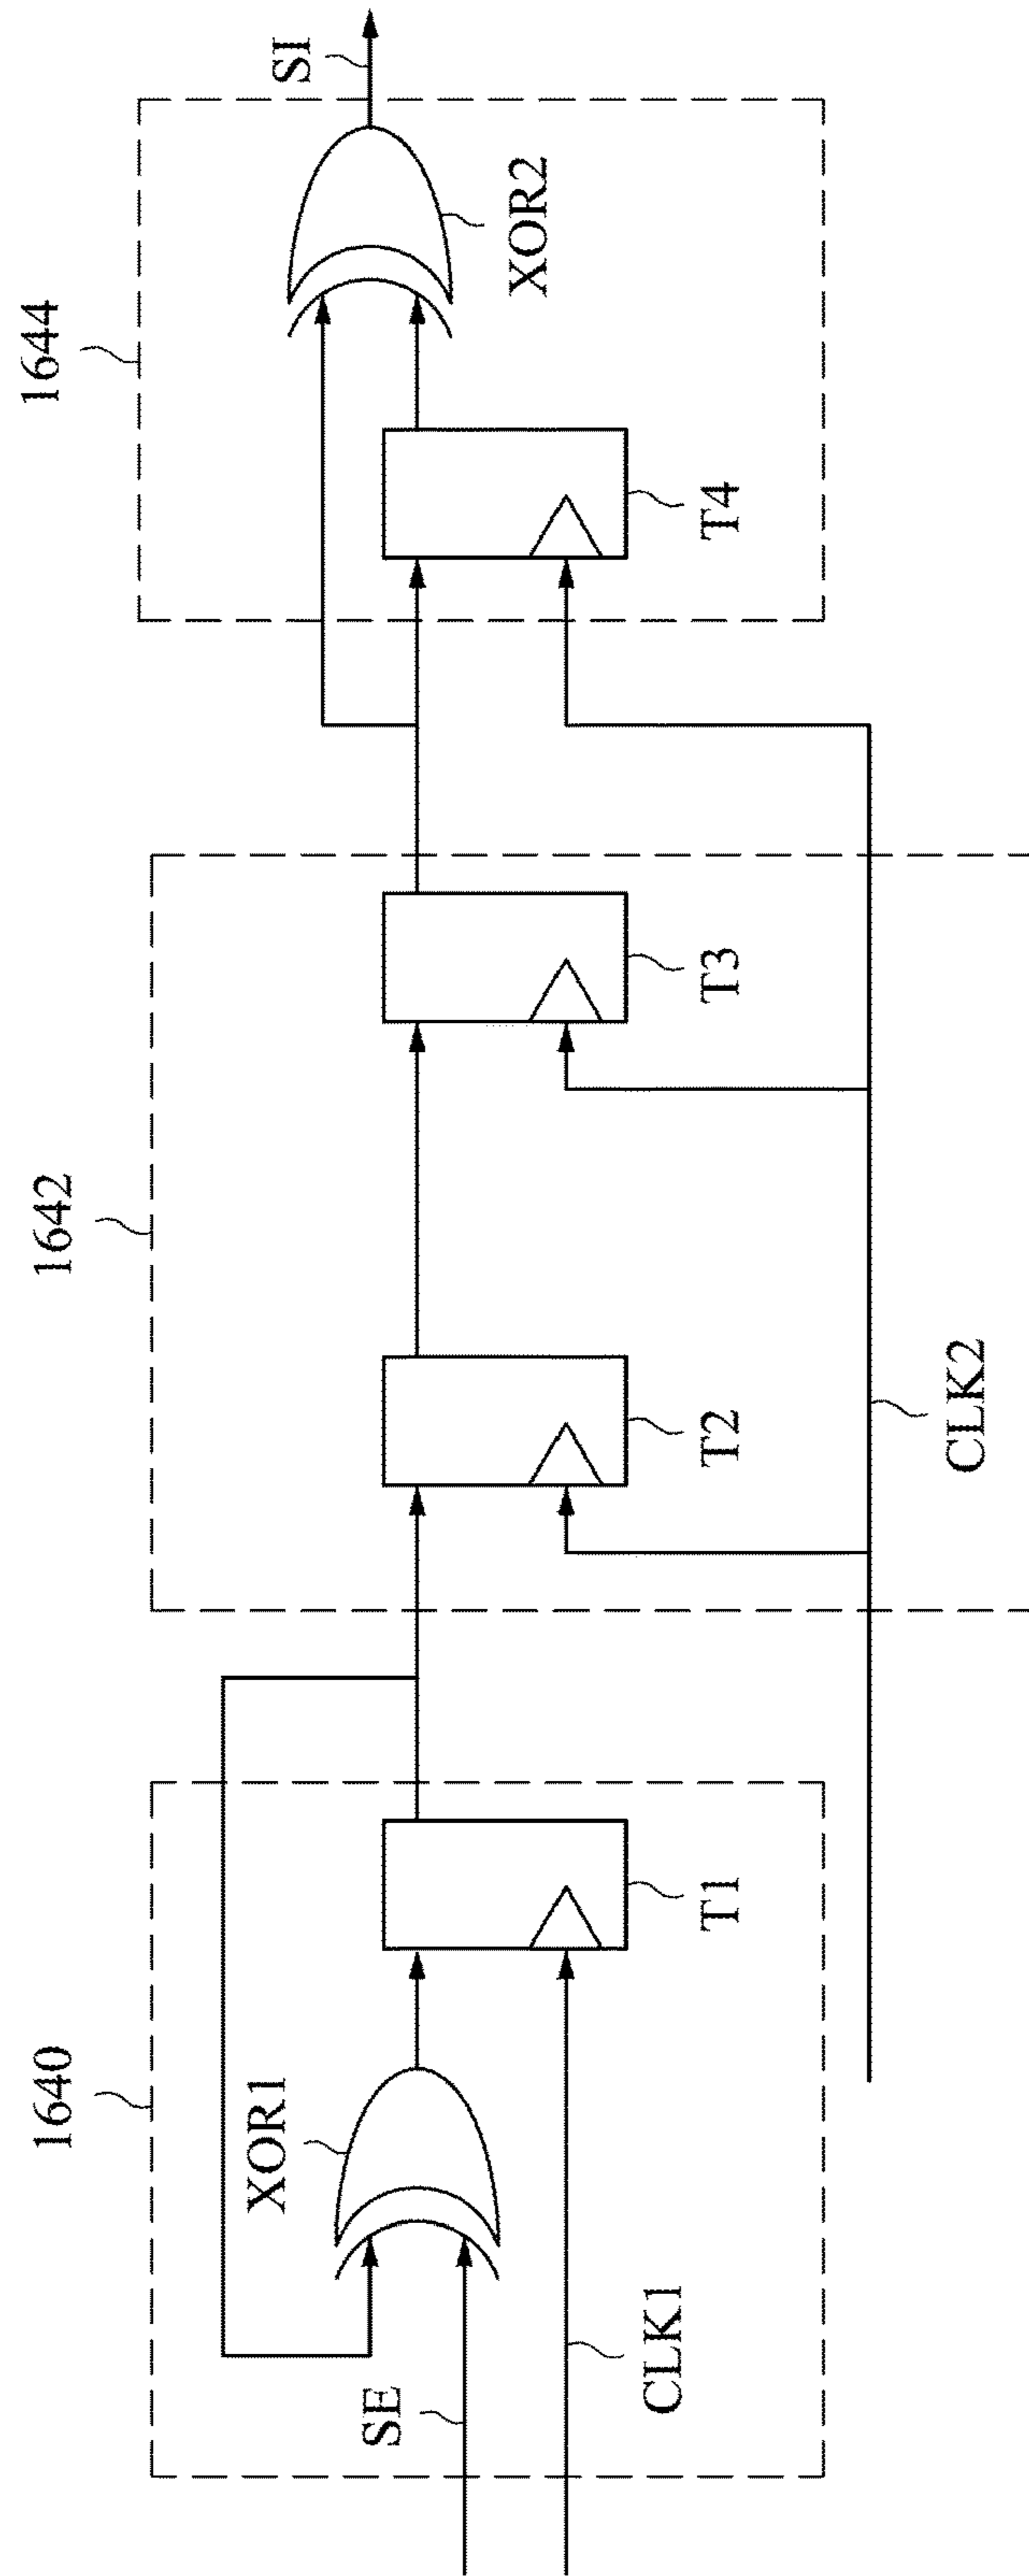 1640
1642
1644
XOR1
SE
CLK1
T1
T2
T3
T4
CLK2
XOR2
SI